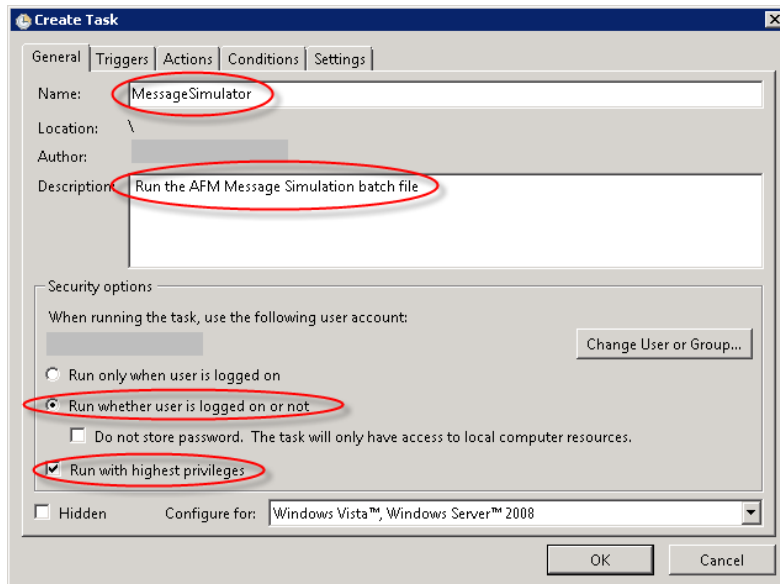 Create Task
General Triggers Actions Conditions Settings
Name: MessageSimulator
Location: \
Author:
Description: Run the AFM Message Simulation batch file
Security options
When running the task, use the following user account:
Change User or Group...
Run only when user is logged on
Run whether user is logged on or not
Do not store password. The task will only have access to local computer resources.
Run with highest privileges
Hidden Configure for: Windows Vista™, Windows Server™ 2008
OK Cancel